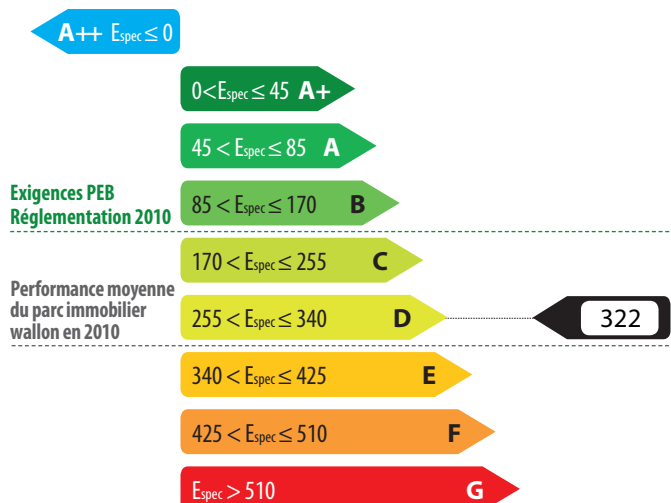 A++ Espec ≤ 0
0<Espec ≤ 45 A+
45 < Espec ≤ 85 A
Exigences PEB
Réglementation 2010
85 < Espec ≤ 170 B
170 < Espec ≤ 255 C
Performance moyenne
du parc immobilier
wallon en 2010
255 < Espec ≤ 340 D
322
340 < Espec ≤ 425 E
425 < Espec ≤ 510 F
Espec > 510 G